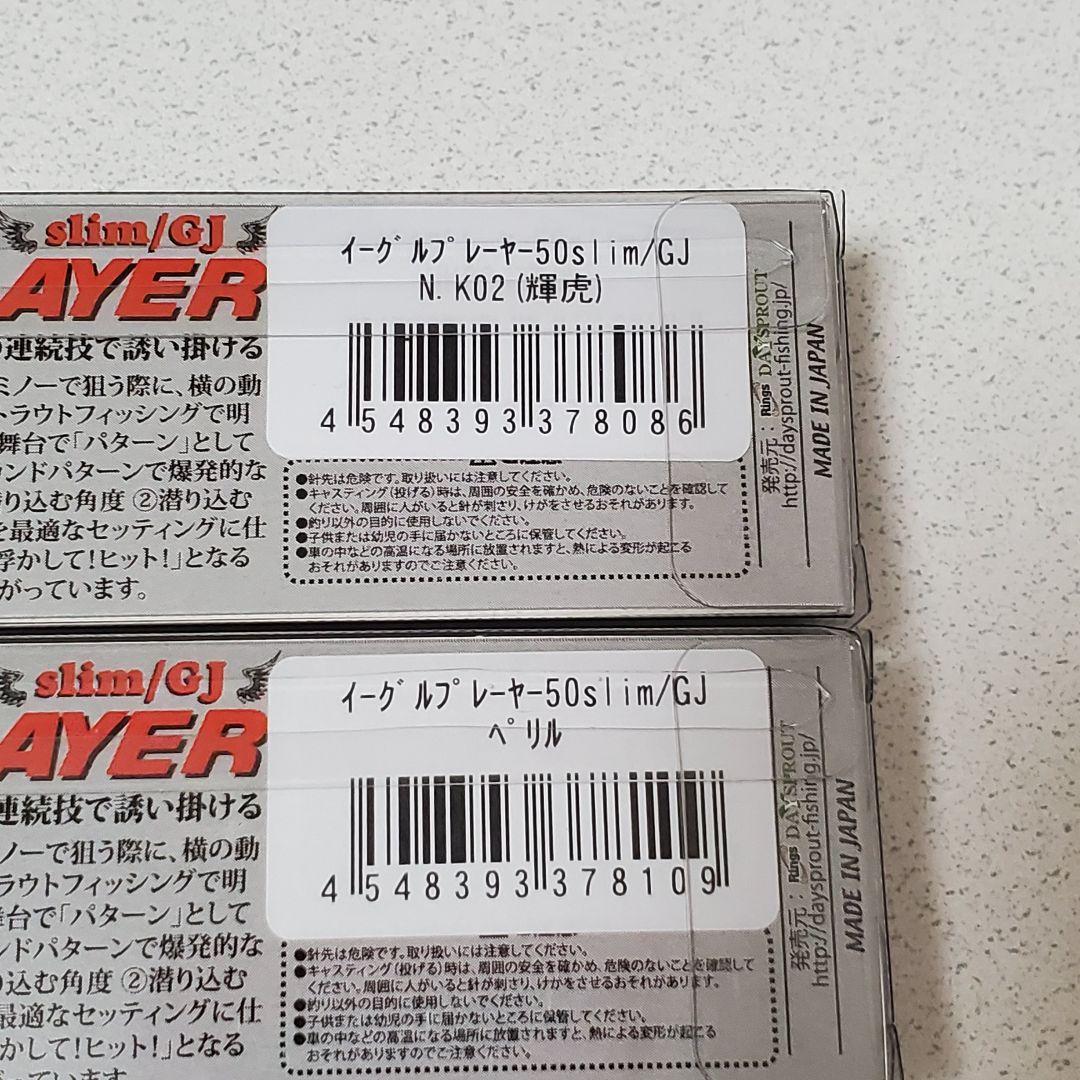 slim/GJ
AYER
の連続技で誘い掛ける
ミノーで狙う際に、横の動
トラウトフィッシングで明
舞台で「パターン」として
ウンドパターンで爆発的な
潜り込む角度 ②潜り込む
を最適なセッティングに仕
浮かして!ヒット!」となる
がっています。
ｲｰｸﾞﾙﾌﾟﾚｰﾔｰ50slim/GJ
N.K02(輝虎)
4 548393 378086
●針先は危険です。取り扱いには注意してください。
●キャスティング(投げる)時は、周囲の安全を確かめ、危険のないことを確認して
ください。周囲に人がいると針が刺さり、けがをさせるおそれがあります。
●釣り以外の目的に使用しないでください。
●子供または幼児の手に届かないところに保管してください。
●車の中などの高温になる場所に放置されますと、熱による変形が起こる
おそれがありますのでご注意ください。
発売元: Rings DAYSPROUT
http://daysprout-fishing.jp/
MADE IN JAPAN
slim/GJ
AYER
連続技で誘い掛ける
ノーで狙う際に、横の動
ラウトフィッシングで明
舞台で「パターン」として
ンドパターンで爆発的な
り込む角度 ②潜り込む
最適なセッティングに仕
かして!ヒット!」となる
っています。
ｲｰｸﾞﾙﾌﾟﾚｰﾔｰ50slim/GJ
ﾍﾟﾘﾙ
4 548393 378109
●針先は危険です。取り扱いには注意してください。
●キャスティング(投げる)時は、周囲の安全を確かめ、危険のないことを確認して
ください。周囲に人がいると針が刺さり、けがをさせるおそれがあります。
●釣り以外の目的に使用しないでください。
●子供または幼児の手に届かないところに保管してください。
●車の中などの高温になる場所に放置されますと、熱による変形が起こる
おそれがありますのでご注意ください。
発売元: Rings DAYSPROUT
http://daysprout-fishing.jp/
MADE IN JAPAN